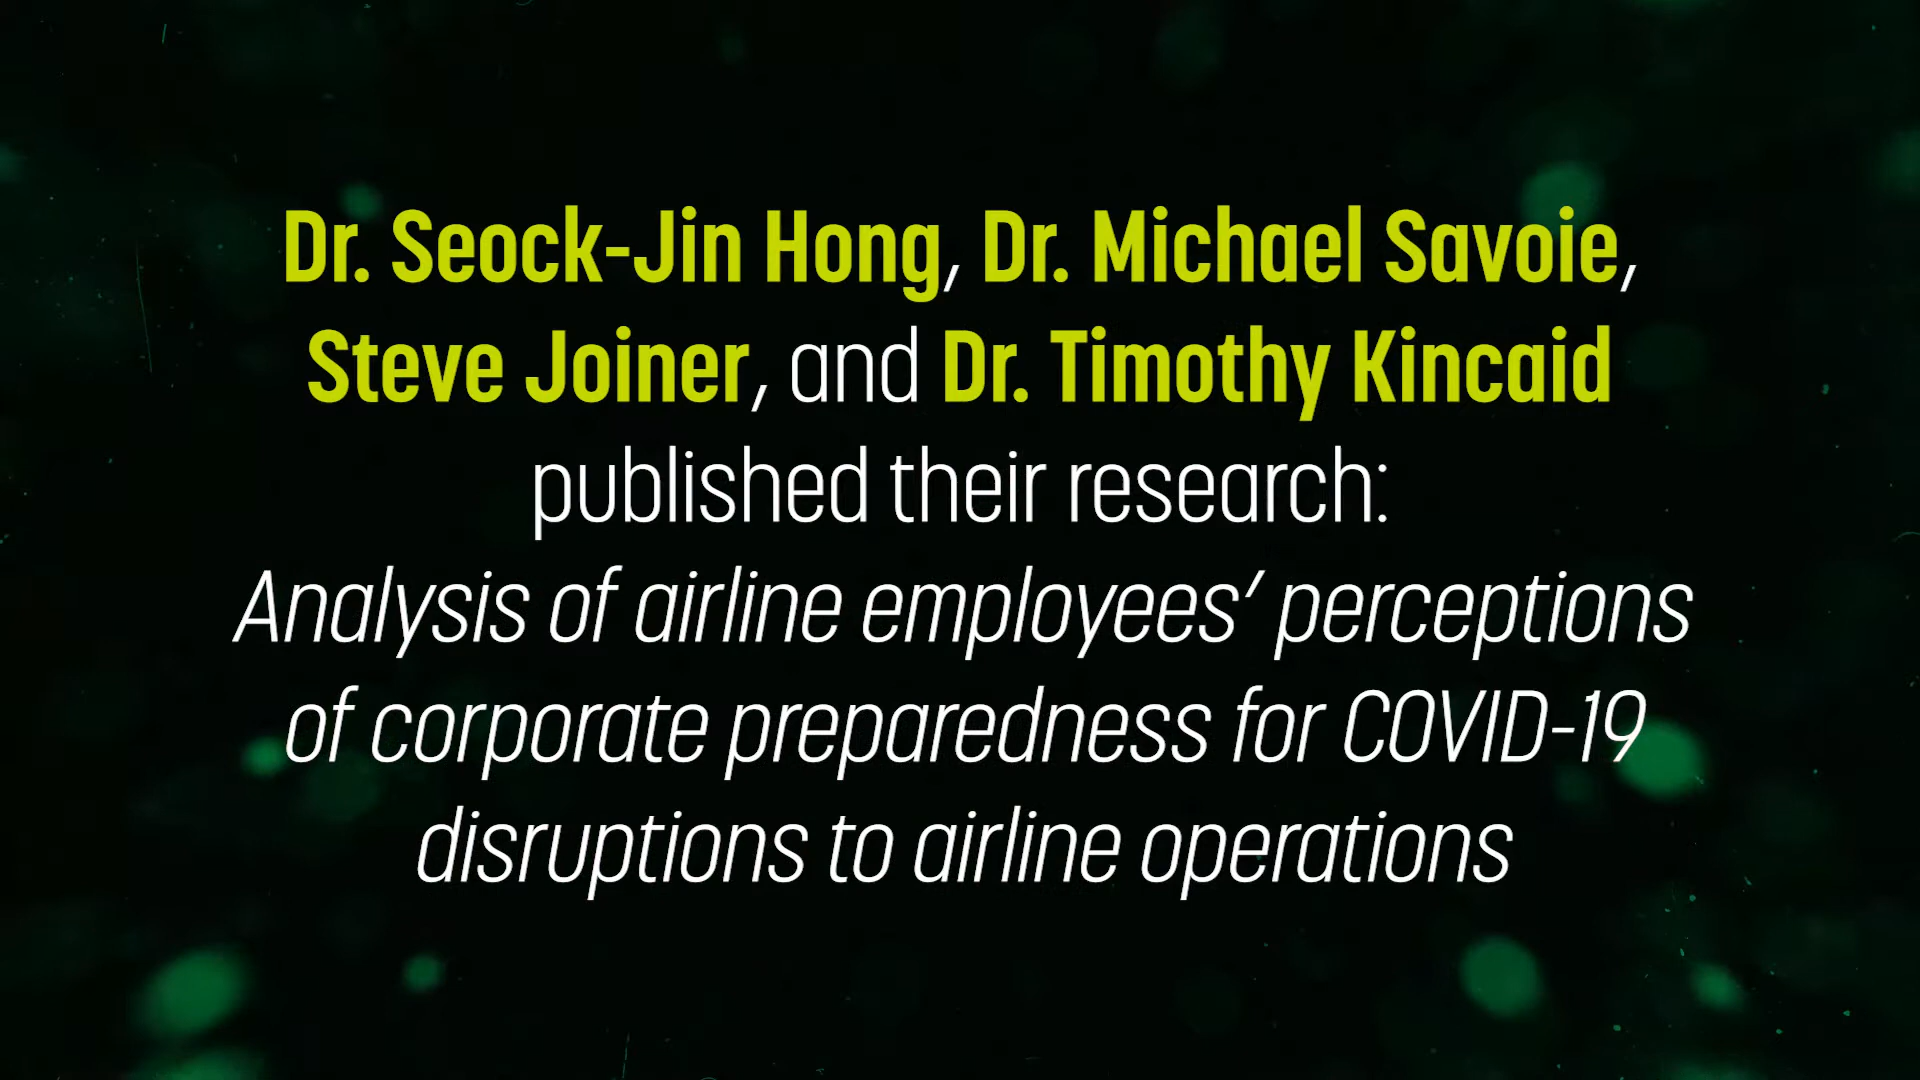 Dr. Seock-Jin Hong, Dr. Michael Savoie,
Steve Joiner, and Dr. Timothy Kincaid
published their research:
Analysis of airline employees’ perceptions
of corporate preparedness for COVID-19
disruptions to airline operations